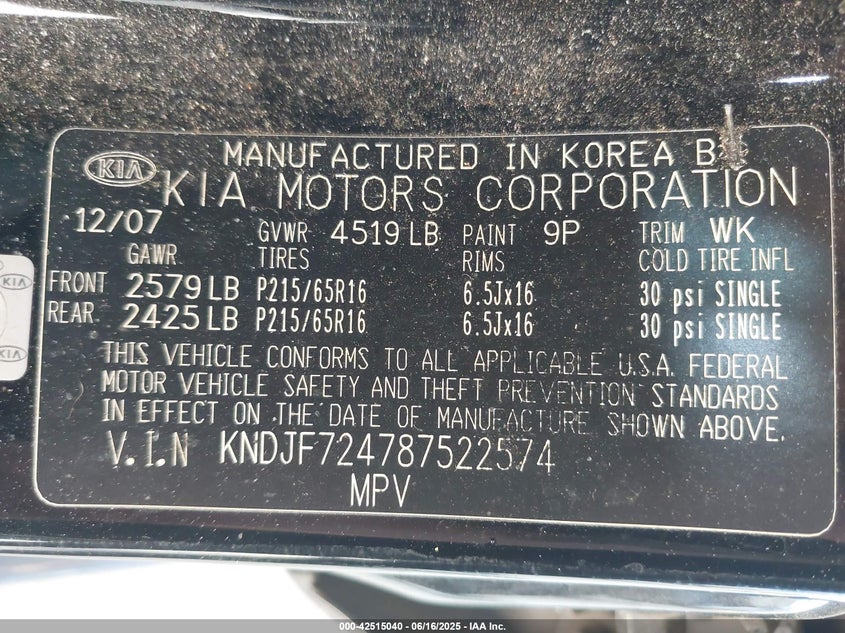 MANUFACTURED IN KOREA
KIA
KIA MOTORS CORPORATION
12/07 GVWR 4519 LB PAINT 9P TRIM WK
GAWR TIRES RIMS COLD TIRE INFL
KIA
FRONT 2579 LB P215/65R16 6.5Jx16 30 psi SINGLE
REAR. 2425 LB P215/65R16 6.5Jx16 30 psi SINGLE
KIA
THIS VEHICLE CONFORMS TO ALL APPLICABLE U.S.A. FEDERAL
MOTOR VEHICLE SAFETY AND THEFT PREVENTION STANDARDS
IN EFFECT ON THE DATE OF MANUFACTURE SHOWN ABOVE.
V.I.N KNDJF724787522574
MPV
000-42515040 - 06/16/2025 - IAA Inc.